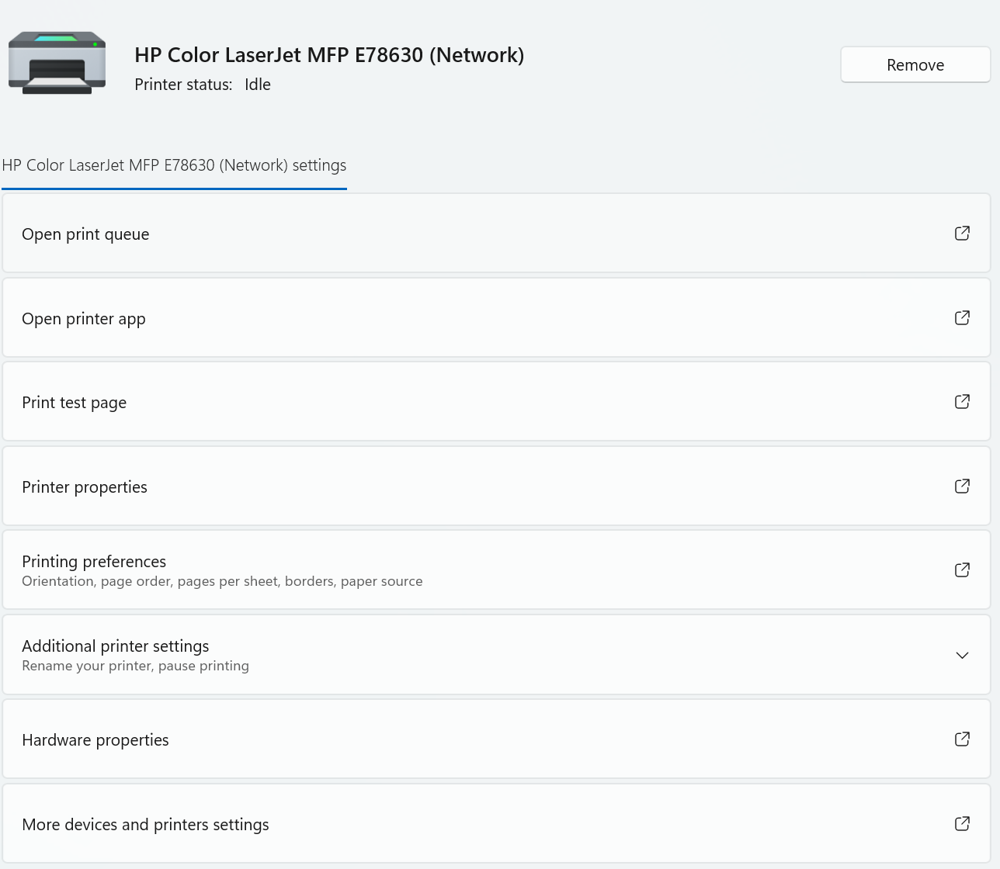 HP Color LaserJet MFP E78630 (Network)
Printer status: Idle
Remove
HP Color LaserJet MFP E78630 (Network) settings
Open print queue
Open printer app
Print test page
Printer properties
Printing preferences
Orientation, page order, pages per sheet, borders, paper source
Additional printer settings
Rename your printer, pause printing
Hardware properties
More devices and printers settings